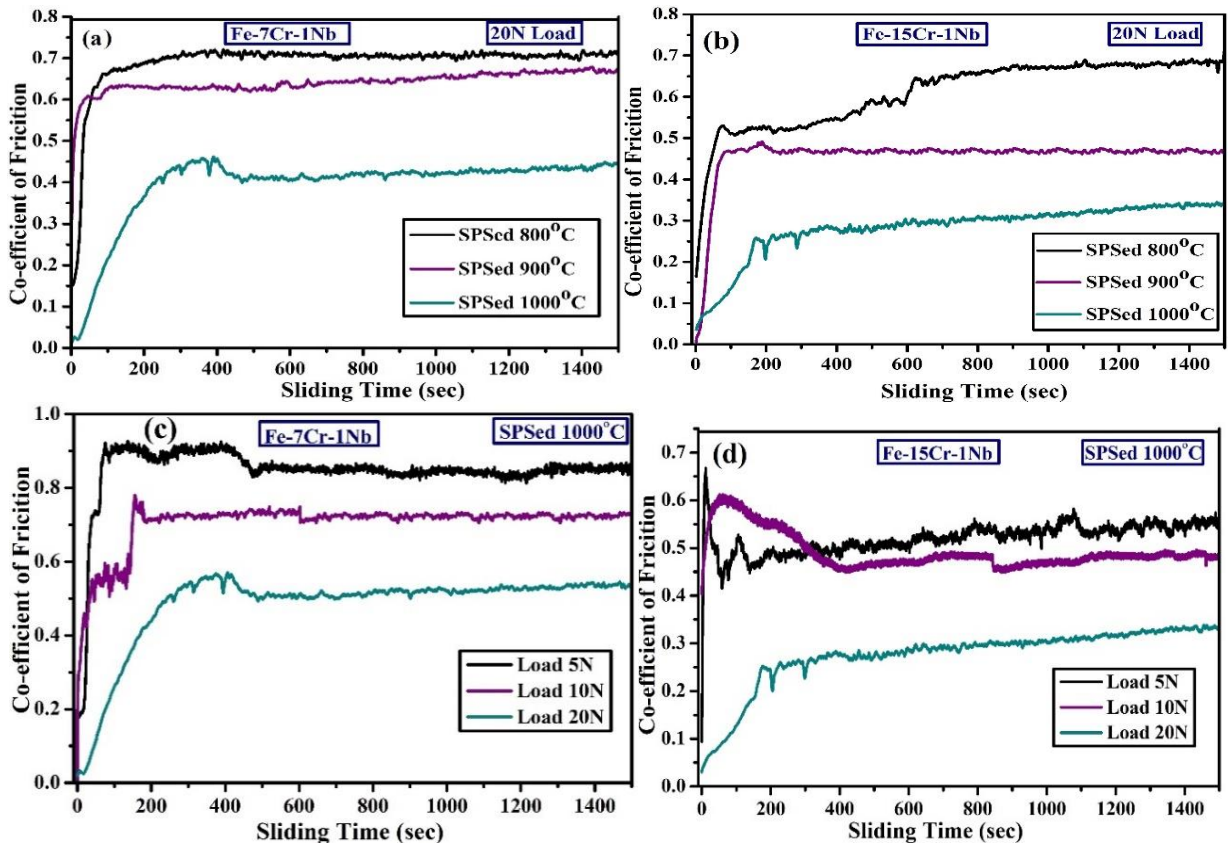 (a)
Fe-7Cr-1Nb
20N Load
Co-efficient of Fricition
0.8
0.7
0.6
0.5
0.4
0.3
0.2
0.1
0.0
SPSed 800°C
SPSed 900°C
SPSed 1000°C
0 200 400 600 800 1000 1200 1400
Sliding Time (sec)
(b)
Fe-15Cr-1Nb
20N Load
Co-efficient of Fricition
0.8
0.7
0.6
0.5
0.4
0.3
0.2
0.1
0.0
SPSed 800°C
SPSed 900°C
SPSed 1000°C
0 200 400 600 800 1000 1200 1400
Sliding Time (sec)
(c)
Fe-7Cr-1Nb
SPSed 1000°C
Co-efficient of Fricition
1.0
0.8
0.6
0.4
0.2
0.0
Load 5N
Load 10N
Load 20N
0 200 400 600 800 1000 1200 1400
Sliding Time (sec)
(d)
Fe-15Cr-1Nb
SPSed 1000°C
Co-efficient of Fricition
0.7
0.6
0.5
0.4
0.3
0.2
0.1
0.0
Load 5N
Load 10N
Load 20N
0 200 400 600 800 1000 1200 1400
Sliding Time (sec)